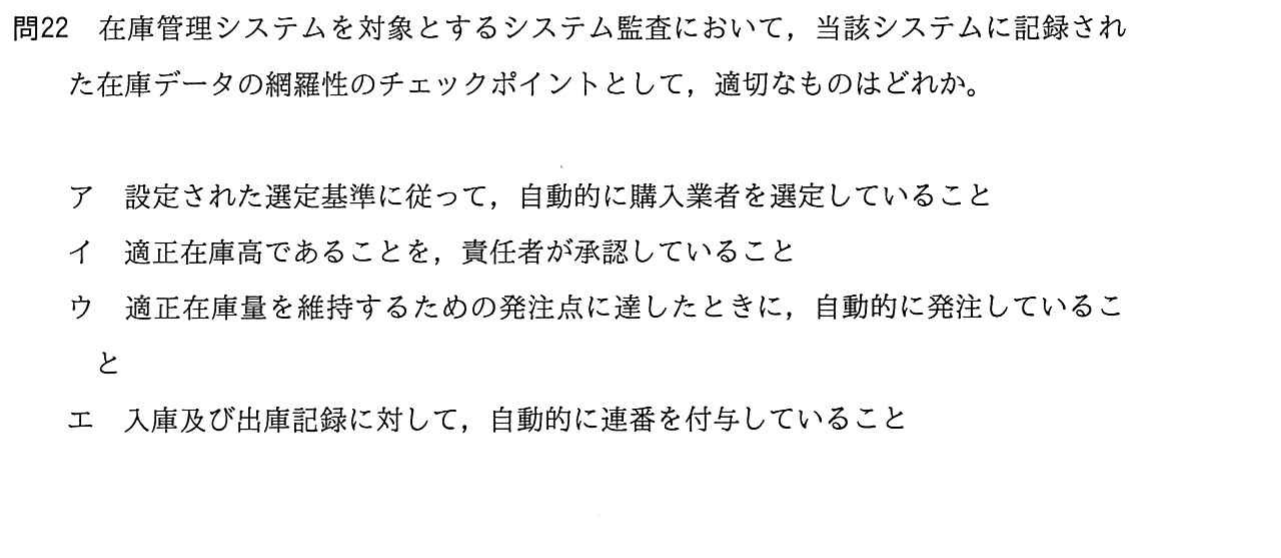 問22 在庫管理システムを対象とするシステム監査において，当該システムに記録され
た在庫データの網羅性のチェックポイントとして，適切なものはどれか。
ア 設定された選定基準に従って，自動的に購入業者を選定していること
イ 適正在庫高であることを，責任者が承認していること
ウ 適正在庫量を維持するための発注点に達したときに，自動的に発注しているこ
と
エ 入庫及び出庫記録に対して，自動的に連番を付与していること